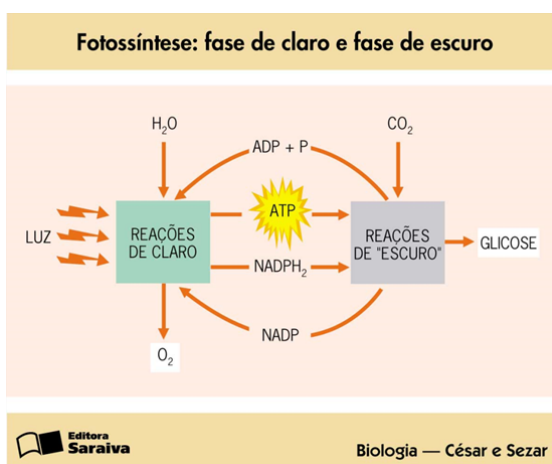 Fotossíntese: fase de claro e fase de escuro
H₂O
CO₂
ADP + P
ATP
LUZ
REAÇÕES
DE CLARO
REAÇÕES
DE "ESCURO"
GLICOSE
NADPH₂
NADP
O₂
Editora
Saraiva
Biologia — César e Sezar